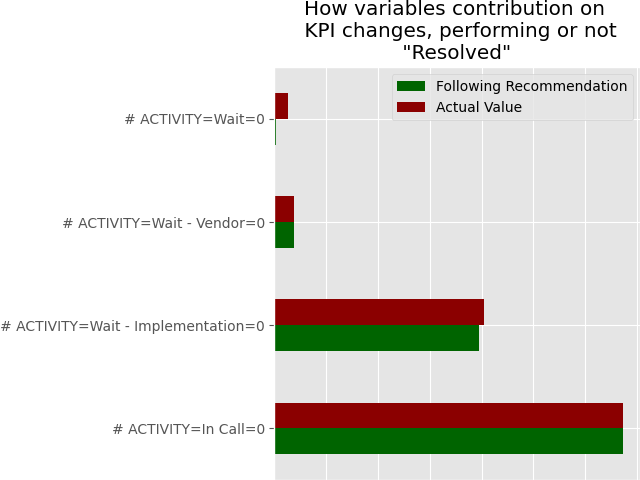 How variables contribution on
KPI changes, performing or not
"Resolved"
Following Recommendation
Actual Value
# ACTIVITY=Wait=0
# ACTIVITY=Wait - Vendor=0
# ACTIVITY=Wait - Implementation=0
# ACTIVITY=In Call=0